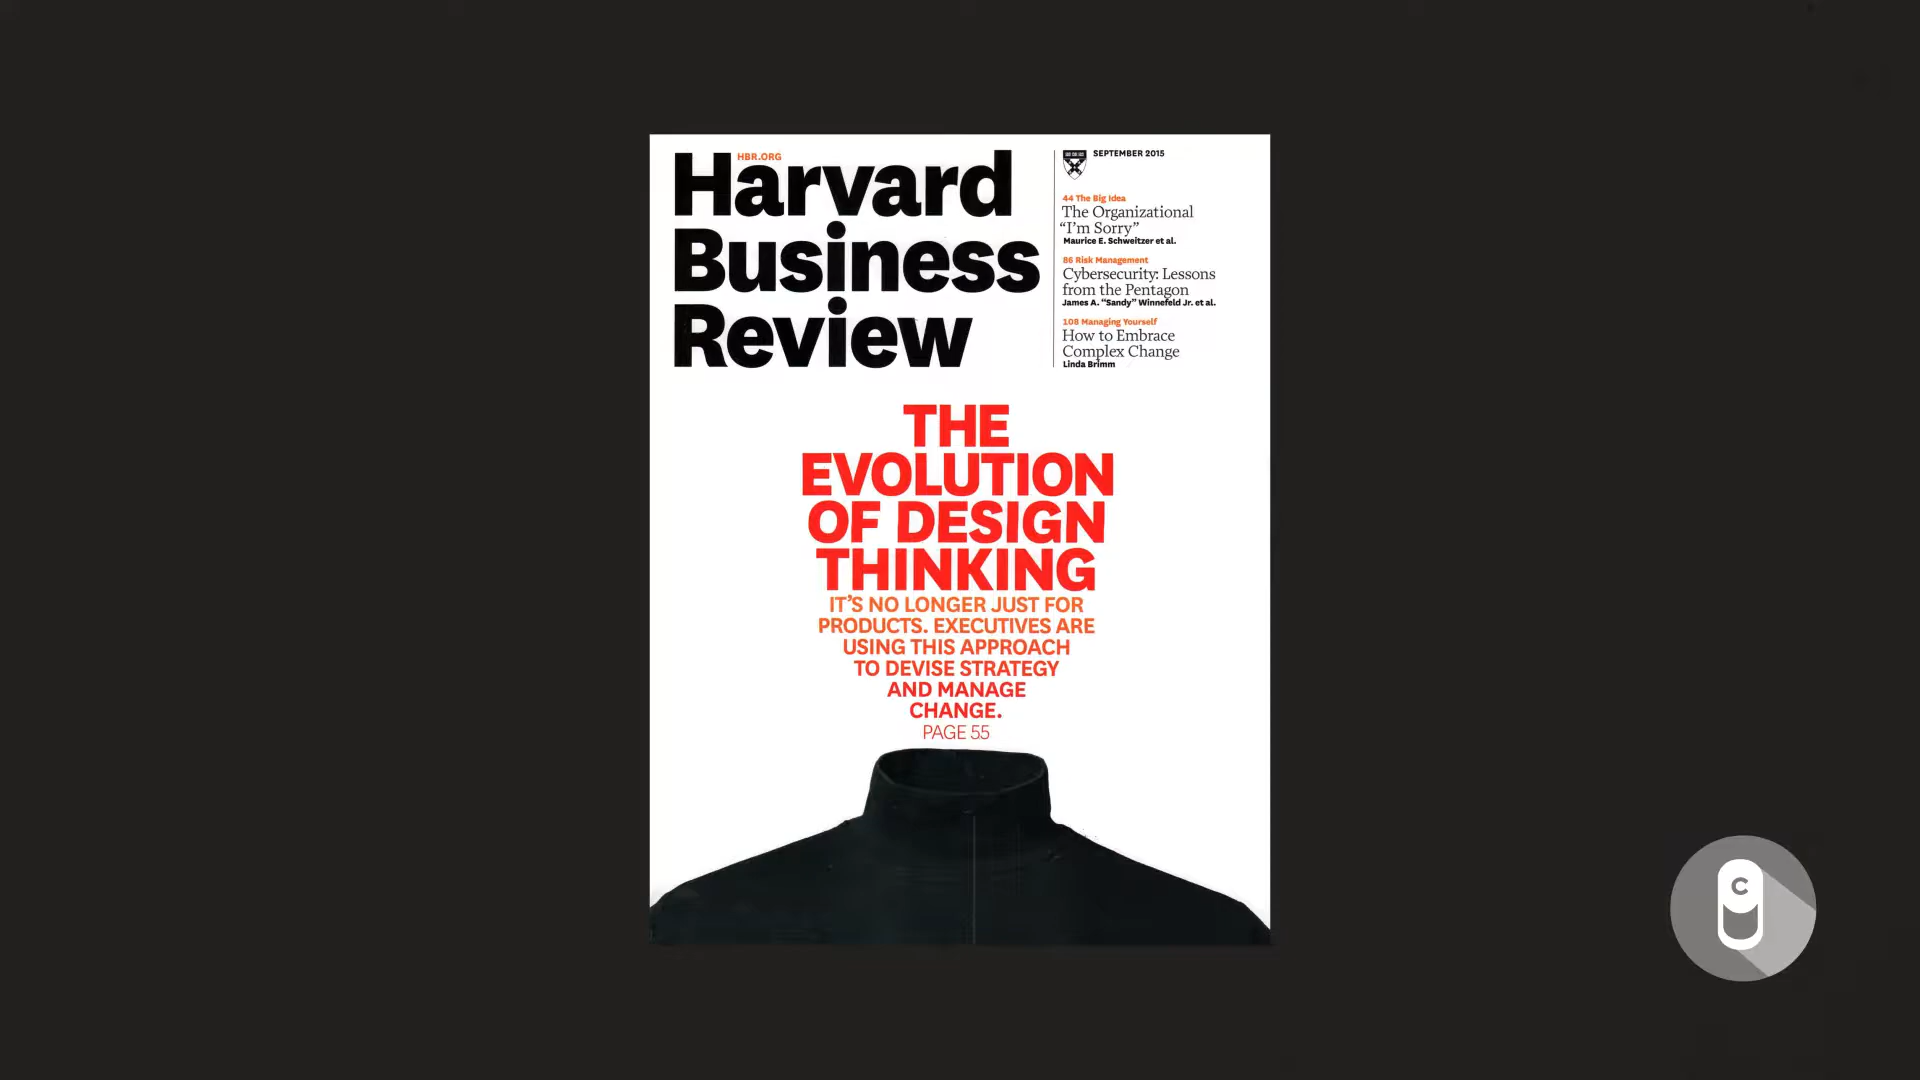 HBR.ORG
Harvard
Business
Review
SEPTEMBER 2015
44 The Big Idea
The Organizational
“I’m Sorry”
Maurice E. Schweitzer et al.
86 Risk Management
Cybersecurity: Lessons
from the Pentagon
James A. “Sandy” Winnefeld Jr. et al.
108 Managing Yourself
How to Embrace
Complex Change
Linda Brimm
THE
EVOLUTION
OF DESIGN
THINKING
IT’S NO LONGER JUST FOR
PRODUCTS. EXECUTIVES ARE
USING THIS APPROACH
TO DEVISE STRATEGY
AND MANAGE
CHANGE.
PAGE 55
C